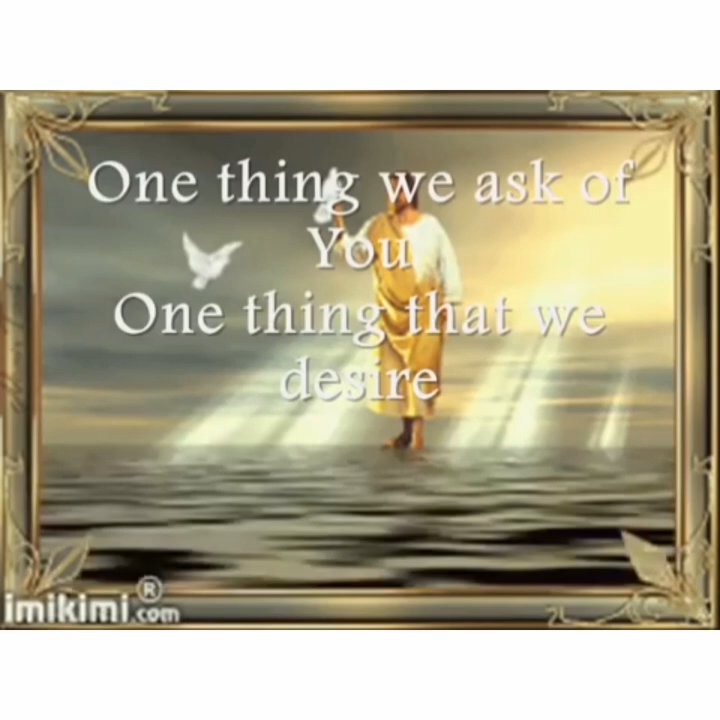 One thing we ask of
You
One thing that we
desire
imikimi.com®